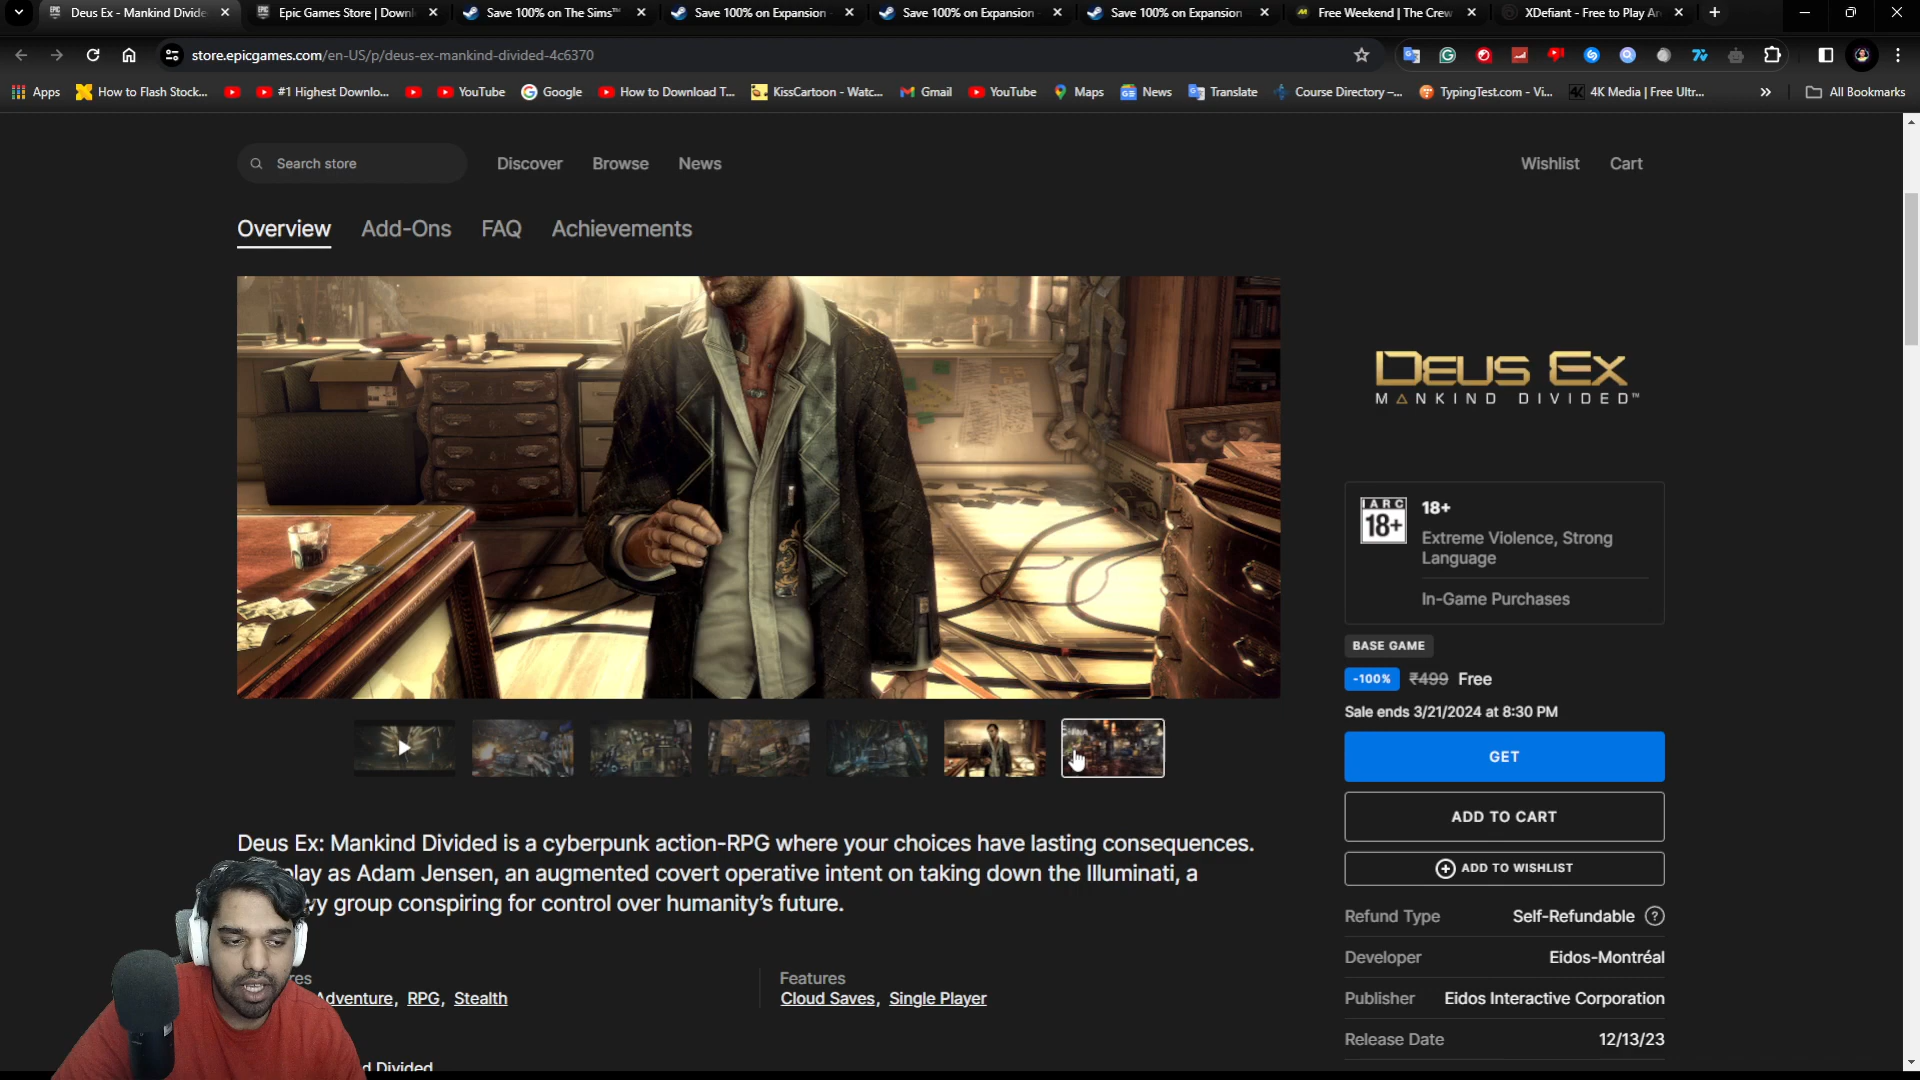 Deus Ex - Mankind Divide
Epic Games Store | Downl
Save 100% on The Sims™
Save 100% on Expansion
Save 100% on Expansion
Save 100% on Expansion
Free Weekend | The Crew
XDefiant - Free to Play Ar
store.epicgames.com/en-US/p/deus-ex-mankind-divided-4c6370
Apps
How to Flash Stock...
#1 Highest Downlo...
YouTube
Google
How to Download T...
KissCartoon - Watc...
Gmail
YouTube
Maps
News
Translate
Course Directory –...
TypingTest.com - Vi...
4K Media | Free Ultr...
All Bookmarks
Search store
Discover
Browse
News
Wishlist
Cart
Overview
Add-Ons
FAQ
Achievements
DEUS EX
MANKIND DIVIDED™
IARC
18+
18+
Extreme Violence, Strong
Language
In-Game Purchases
BASE GAME
-100% ₹499 Free
Sale ends 3/21/2024 at 8:30 PM
GET
ADD TO CART
ADD TO WISHLIST
Refund Type Self-Refundable
Developer Eidos-Montréal
Publisher Eidos Interactive Corporation
Release Date 12/13/23
Deus Ex: Mankind Divided is a cyberpunk action-RPG where your choices have lasting consequences.
play as Adam Jensen, an augmented covert operative intent on taking down the Illuminati, a
group conspiring for control over humanity's future.
Adventure, RPG, Stealth
Features
Cloud Saves, Single Player
Divided